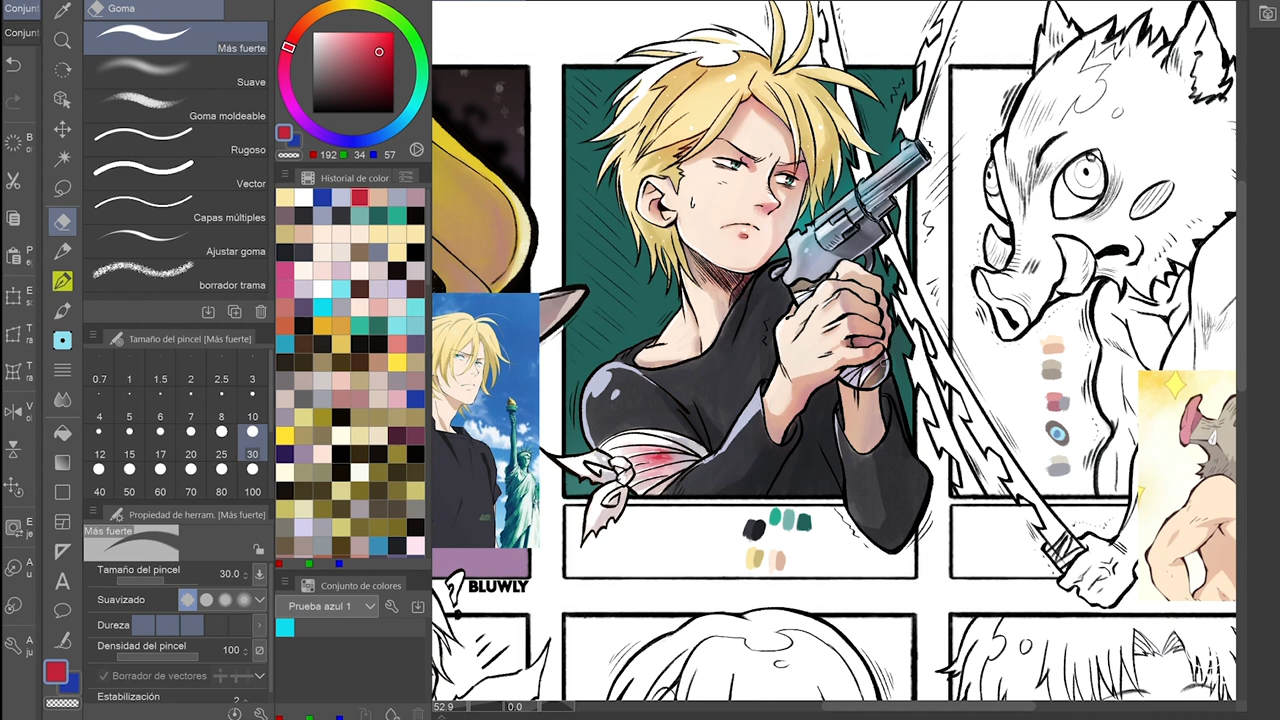 Conjunt
Conjunt
Goma
Más fuerte
Suave
Goma moldeable
Rugoso
Vector
Capas múltiples
Ajustar goma
borrador trama
Tamaño del pincel [Más fuerte]
0.7 1 1.5 2 2.5 3
4 5 6 7 8 10
12 15 17 20 25 30
40 50 60 70 80 100
Propiedad de herram. [Más fuerte]
Más fuerte
Tamaño del pincel 30.0
Suavizado
Dureza
Densidad del pincel 100
Borrador de vectores
Estabilización
192 34 57
Historial de color
Conjunto de colores
Prueba azul 1
BLUWLY
?
52.9 0.0